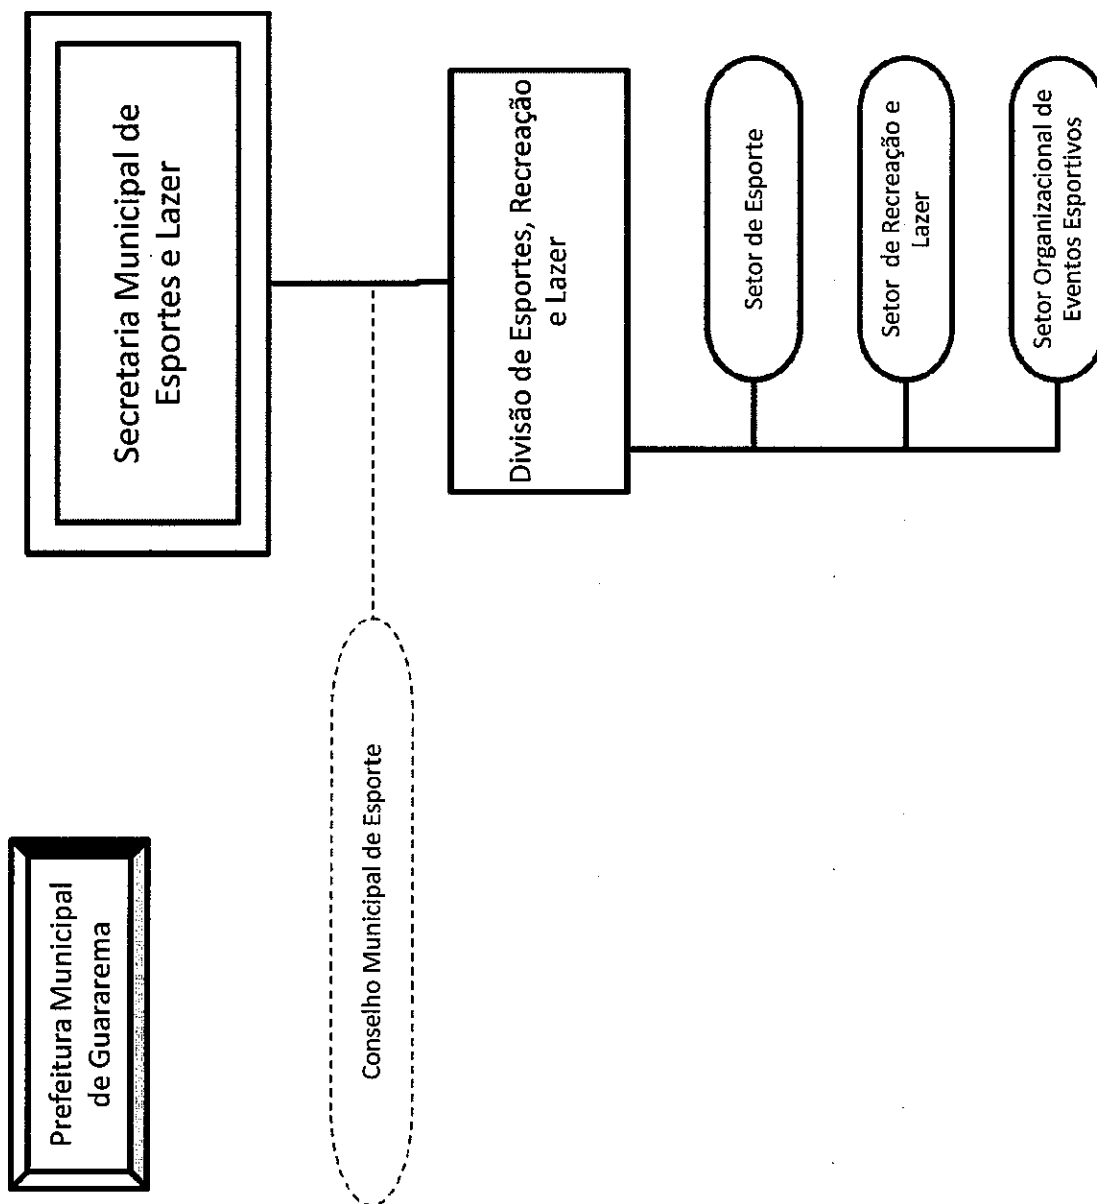 Prefeitura Municipal
de Guararema
Secretaria Municipal de
Esportes e Lazer
Conselho Municipal de Esporte
Divisão de Esportes, Recreação
e Lazer
Setor de Esporte
Setor de Recreação e
Lazer
Setor Organizacional de
Eventos Esportivos